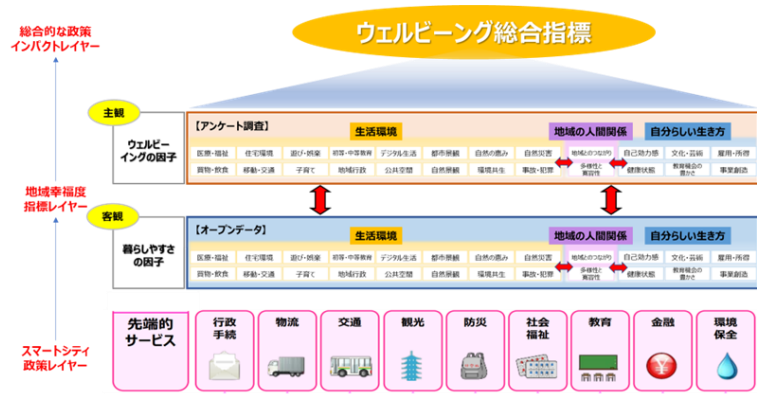 総合的な政策
インパクトレイヤー
ウェルビーング総合指標
主観
ウェルビー
イングの因子
【アンケート調査】
生活環境
地域の人間関係
自分らしい生き方
医療・福祉 住宅環境 遊び・娯楽 初等・中等教育 デジタル生活 都市景観 自然の恵み 自然災害 地域とのつながり 自己効力感 文化・芸術 雇用・所得
買物・飲食 移動・交通 子育て 地域行政 公共空間 自然景観 環境共生 事故・犯罪 多様性と寛容性 健康状態 教育機会の豊かさ 事業創造
地域幸福度
指標レイヤー
客観
暮らしやすさ
の因子
【オープンデータ】
生活環境
地域の人間関係
自分らしい生き方
医療・福祉 住宅環境 遊び・娯楽 初等・中等教育 デジタル生活 都市景観 自然の恵み 自然災害 地域とのつながり 自己効力感 文化・芸術 雇用・所得
買物・飲食 移動・交通 子育て 地域行政 公共空間 自然景観 環境共生 事故・犯罪 多様性と寛容性 健康状態 教育機会の豊かさ 事業創造
スマートシティ
政策レイヤー
先端的
サービス
行政
手続
物流
交通
観光
防災
社会
福祉
教育
金融
環境
保全